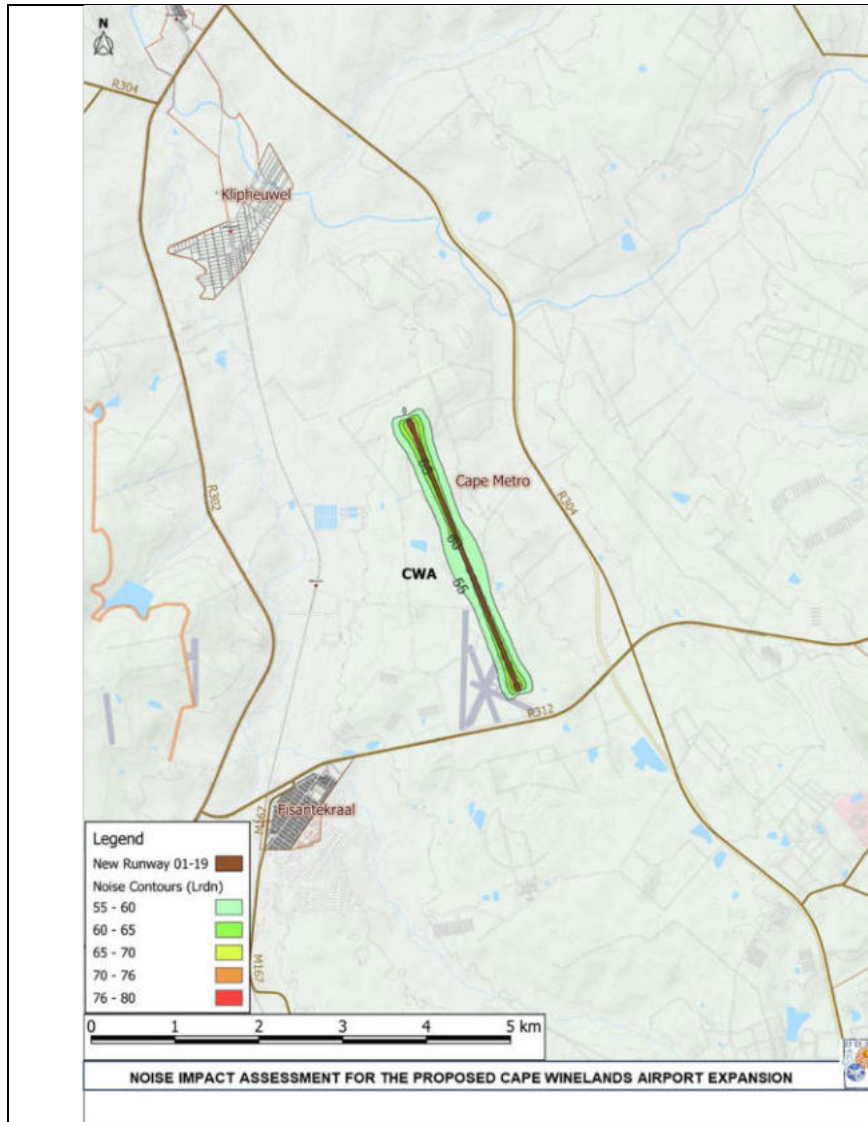 N
R304
Klipheuwel
Cape Metro
R302
R304
65
60
CWA
55
R312
Fisantekraal
M167
M167
Legend
New Runway 01-19
Noise Contours (Lrdn)
55 - 60
60 - 65
65 - 70
70 - 76
76 - 80
0 1 2 3 4 5 km
NOISE IMPACT ASSESSMENT FOR THE PROPOSED CAPE WINELANDS AIRPORT EXPANSION